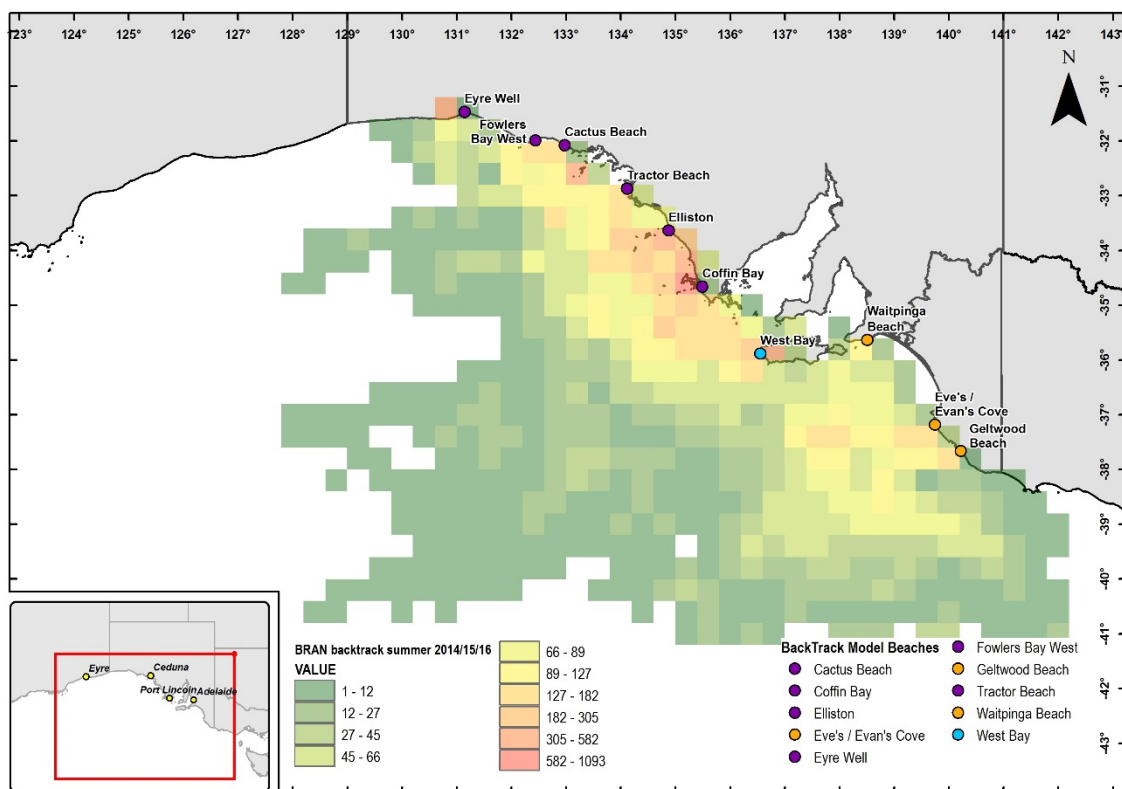 123° 124° 125° 126° 127° 128° 129° 130° 131° 132° 133° 134° 135° 136° 137° 138° 139° 140° 141° 142° 143°
N
-31°
-32°
-33°
-34°
-35°
-36°
-37°
-38°
-39°
-40°
-41°
-42°
-43°
Eyre Well
Fowlers
Bay West
Cactus Beach
Tractor Beach
Elliston
Coffin Bay
West Bay
Waitpinga
Beach
Eve's /
Evan's Cove
Geltwood
Beach
Eyre
Ceduna
Port Lincoln
Adelaide
BRAN backtrack summer 2014/15/16
VALUE
1 - 12
12 - 27
27 - 45
45 - 66
66 - 89
89 - 127
127 - 182
182 - 305
305 - 582
582 - 1093
BackTrack Model Beaches
Cactus Beach
Coffin Bay
Elliston
Eve's / Evan's Cove
Eyre Well
Fowlers Bay West
Geltwood Beach
Tractor Beach
Waitpinga Beach
West Bay